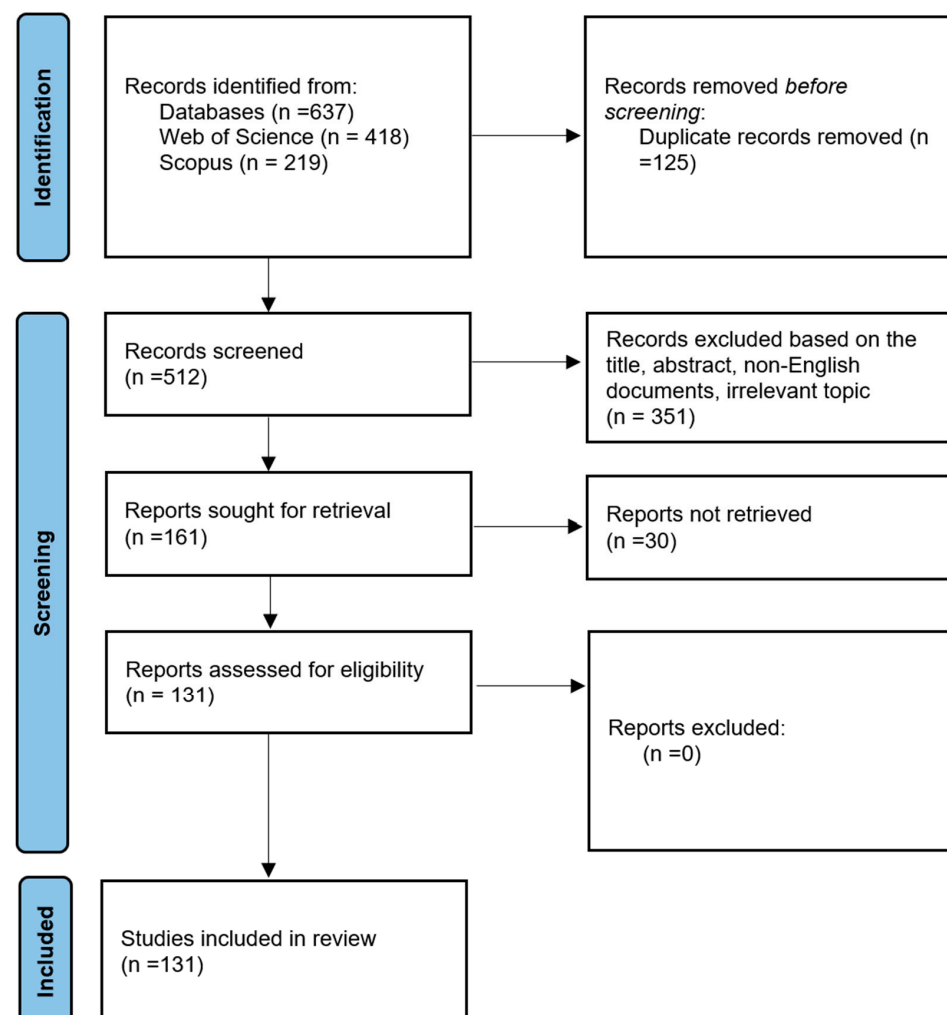 Identification
Records identified from:
Databases (n =637)
Web of Science (n = 418)
Scopus (n = 219)
Records removed before
screening:
Duplicate records removed (n
=125)
Screening
Records screened
(n =512)
Records excluded based on the
title, abstract, non-English
documents, irrelevant topic
(n = 351)
Reports sought for retrieval
(n =161)
Reports not retrieved
(n =30)
Reports assessed for eligibility
(n = 131)
Reports excluded:
(n =0)
Included
Studies included in review
(n =131)